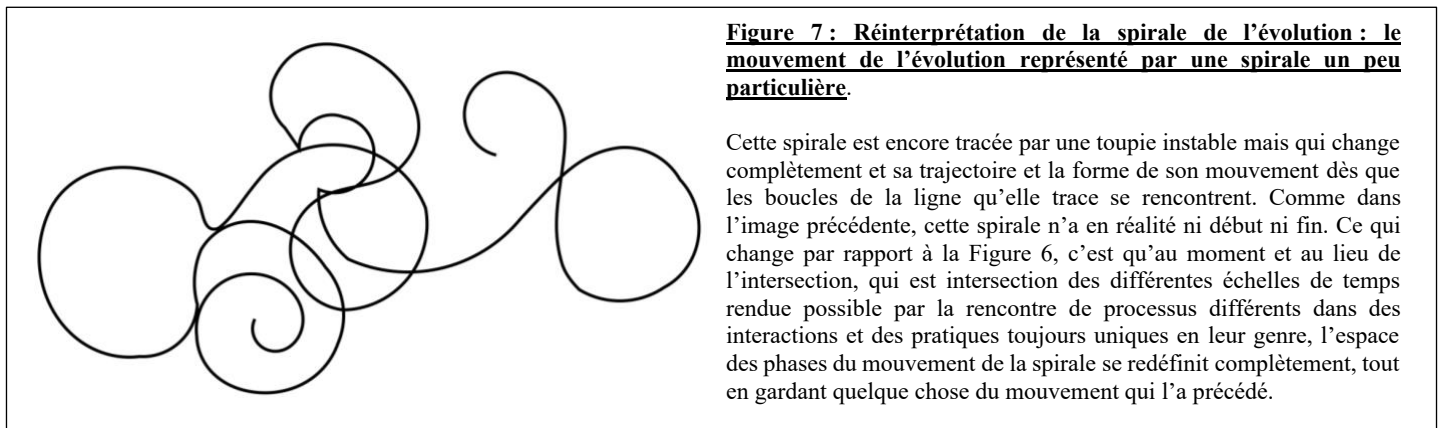 Figure 7 : Réinterprétation de la spirale de l’évolution : le
mouvement de l’évolution représenté par une spirale un peu
particulière.
Cette spirale est encore tracée par une toupie instable mais qui change
complètement et sa trajectoire et la forme de son mouvement dès que
les boucles de la ligne qu’elle trace se rencontrent. Comme dans
l’image précédente, cette spirale n’a en réalité ni début ni fin. Ce qui
change par rapport à la Figure 6, c’est qu’au moment et au lieu de
l’intersection, qui est intersection des différentes échelles de temps
rendue possible par la rencontre de processus différents dans des
interactions et des pratiques toujours uniques en leur genre, l’espace
des phases du mouvement de la spirale se redéfinit complètement, tout
en gardant quelque chose du mouvement qui l’a précédé.